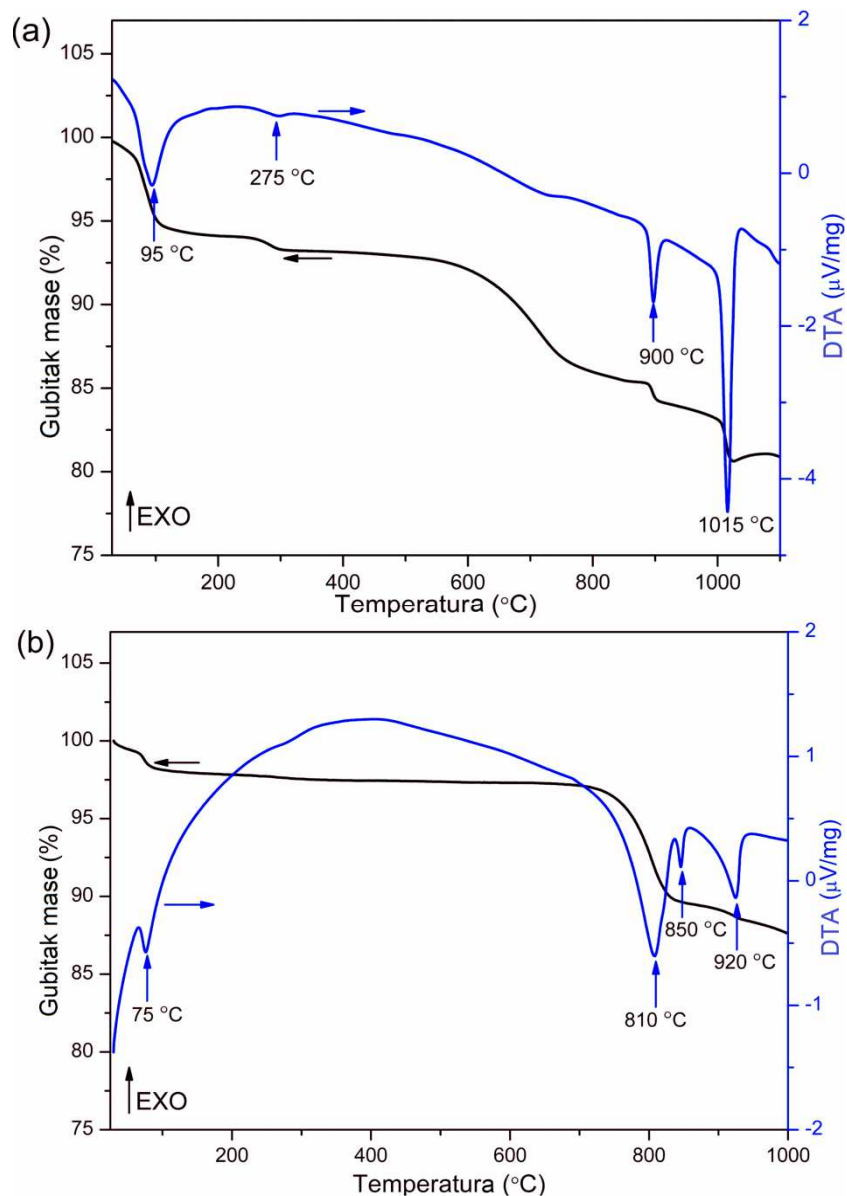 (a)
105
100
95
90
85
80
75
Gubitak mase (%)
2
0
-2
-4
DTA (μV/mg)
95 °C
275 °C
900 °C
1015 °C
EXO
200
400
600
800
1000
Temperatura (°C)
(b)
105
100
95
90
85
80
75
Gubitak mase (%)
2
1
0
-1
-2
DTA (μV/mg)
75 °C
810 °C
850 °C
920 °C
EXO
200
400
600
800
1000
Temperatura (°C)